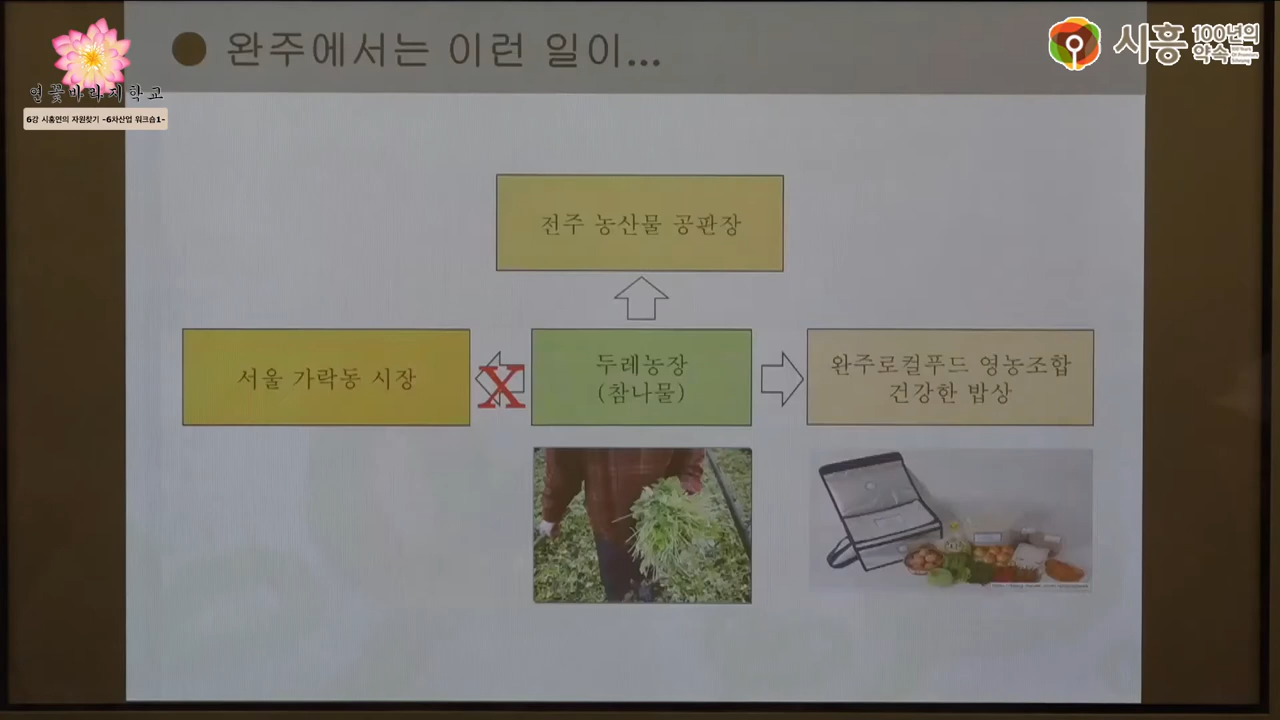 완주에서는 이런 일이...
연꽃바라지학교
6강 시흥연의 자원찾기 -6차산업 워크숍1-
시흥
100년의
약속
전주 농산물 공판장
서울 가락동 시장
X
두레농장
(참나물)
완주로컬푸드 영농조합
건강한 밥상